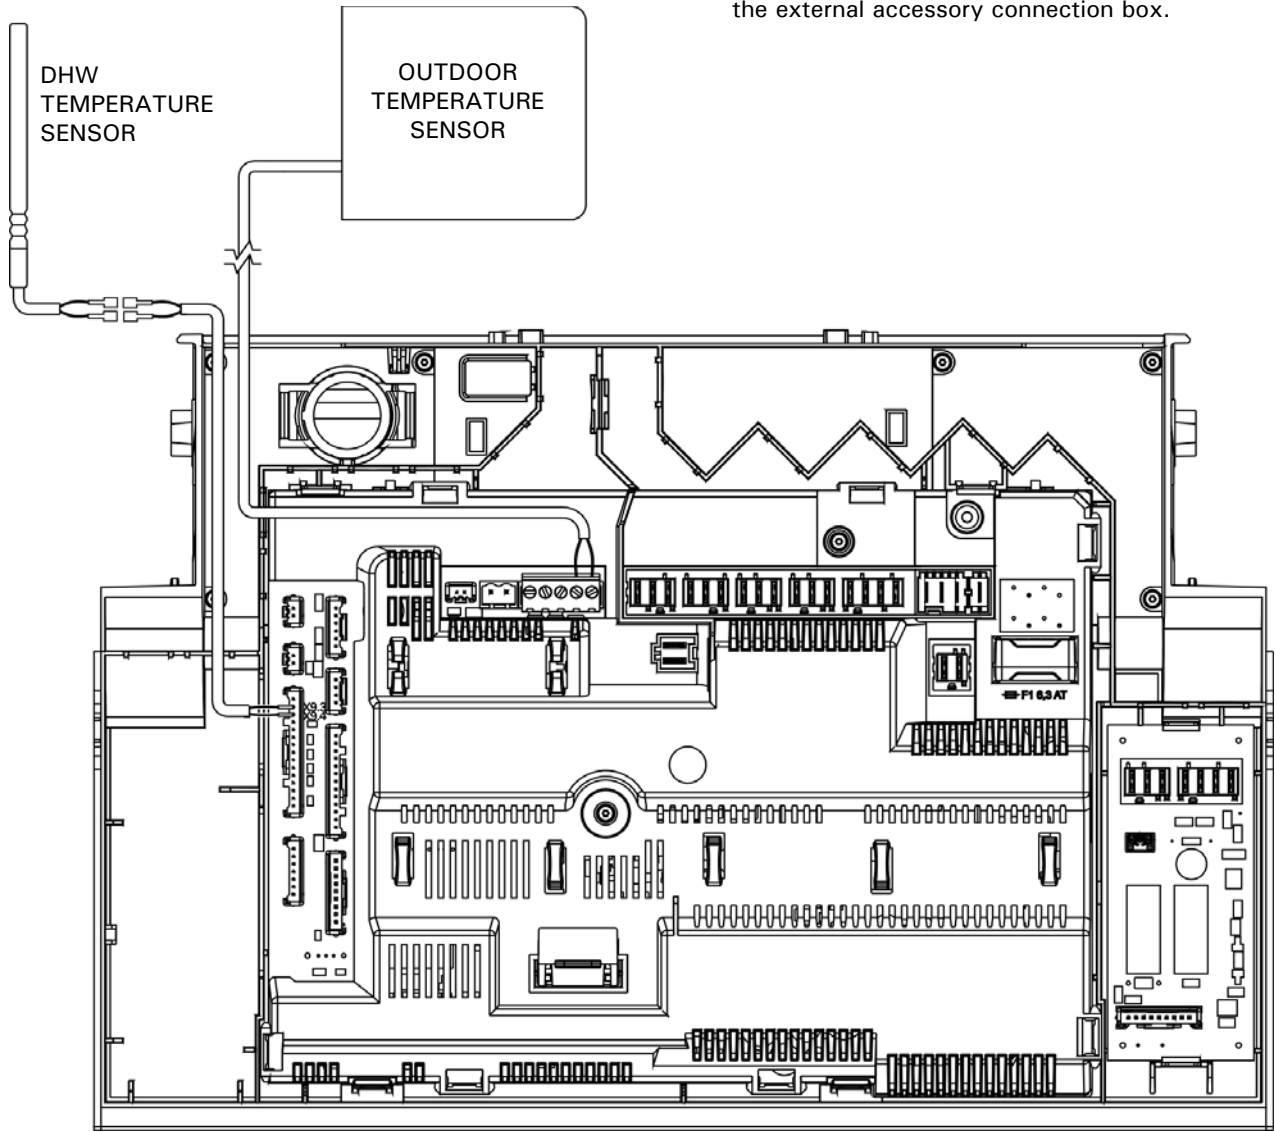 the external accessory connection box.
DHW
TEMPERATURE
SENSOR
OUTDOOR
TEMPERATURE
SENSOR
F1 6,3 AT